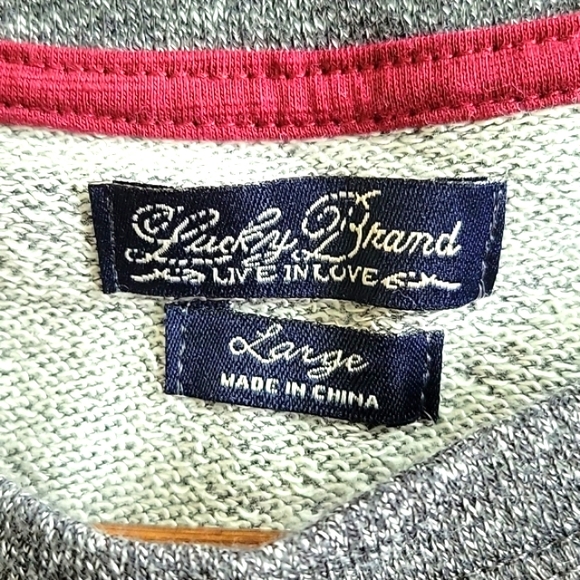 Lucky Brand
LIVE IN LOVE
Large
MADE IN CHINA